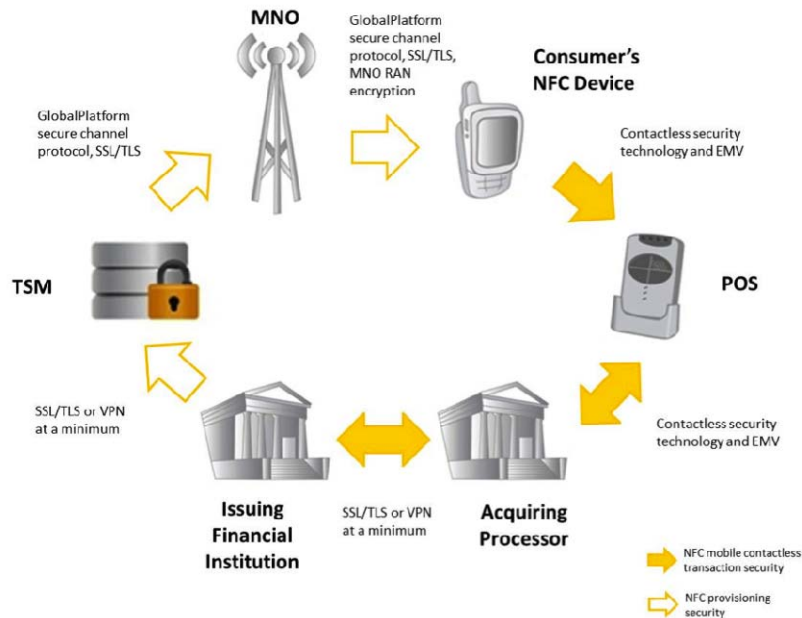 MNO
GlobalPlatform
secure channel
protocol, SSL/TLS,
MNO RAN
encryption
Consumer's
NFC Device
GlobalPlatform
secure channel
protocol, SSL/TLS
Contactless security
technology and EMV
TSM
POS
SSL/TLS or VPN
at a minimum
Contactless security
technology and EMV
Issuing
Financial
Institution
SSL/TLS or VPN
at a minimum
Acquiring
Processor
NFC mobile contactless
transaction security
NFC provisioning
security